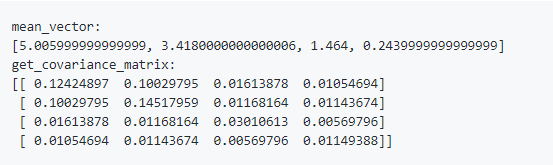 mean_vector:
[5.005999999999999, 3.4180000000000006, 1.464, 0.2439999999999999]
get_covariance_matrix:
[[ 0.12424897 0.10029795 0.01613878 0.01054694]
[ 0.10029795 0.14517959 0.01168164 0.01143674]
[ 0.01613878 0.01168164 0.03010613 0.00569796]
[ 0.01054694 0.01143674 0.00569796 0.01149388]]